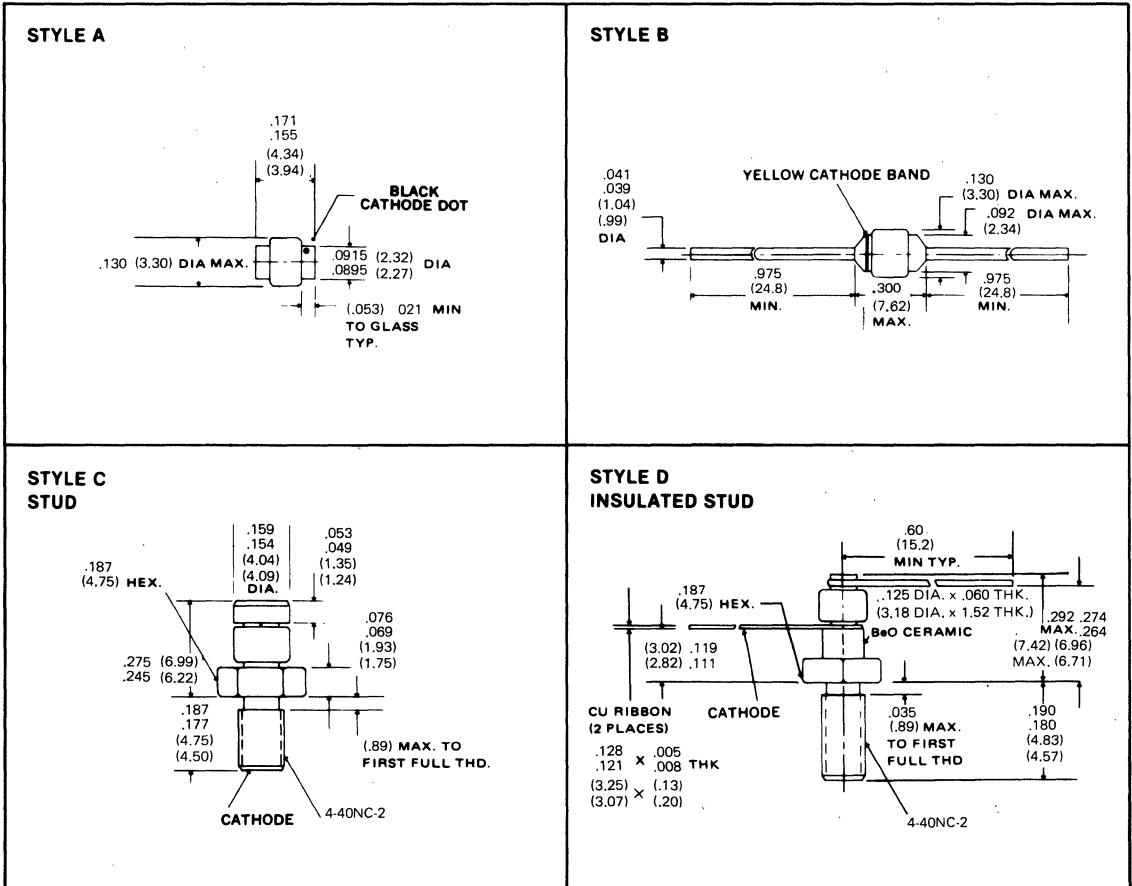 STYLE A
.171
.155
(4.34)
(3.94)
BLACK
CATHODE DOT
.130 (3.30) DIA MAX.
.0915 (2.32) DIA
.0895 (2.27)
(.053) 021 MIN
TO GLASS
TYP.
STYLE B
.041
.039
(1.04)
(.99)
DIA
YELLOW CATHODE BAND
.130
(3.30) DIA MAX.
.092 DIA MAX.
(2.34)
.975
(24.8)
MIN.
.300
(7.62)
MAX.
.975
(24.8)
MIN.
STYLE C
STUD
.159
.154
(4.04)
(4.09)
DIA.
.053
.049
(1.35)
(1.24)
.187
(4.75) HEX.
.076
.069
(1.93)
(1.75)
.275 (6.99)
.245 (6.22)
.187
.177
(4.75)
(4.50)
(.89) MAX. TO
FIRST FULL THD.
CATHODE
4-40NC-2
STYLE D
INSULATED STUD
.60
(15.2)
MIN TYP.
.187
(4.75) HEX.
.125 DIA. x .060 THK.
(3.18 DIA. x 1.52 THK.)
BeO CERAMIC
.292 .274
MAX. .264
(7.42) (6.96)
MAX. (6.71)
(3.02) .119
(2.82) .111
CU RIBBON
(2 PLACES)
.128 x .005
.121 .008 THK
(3.25) x (.13)
(3.07) (.20)
CATHODE
.035
(.89) MAX.
TO FIRST
FULL THD
.190
.180
(4.83)
(4.57)
4-40NC-2